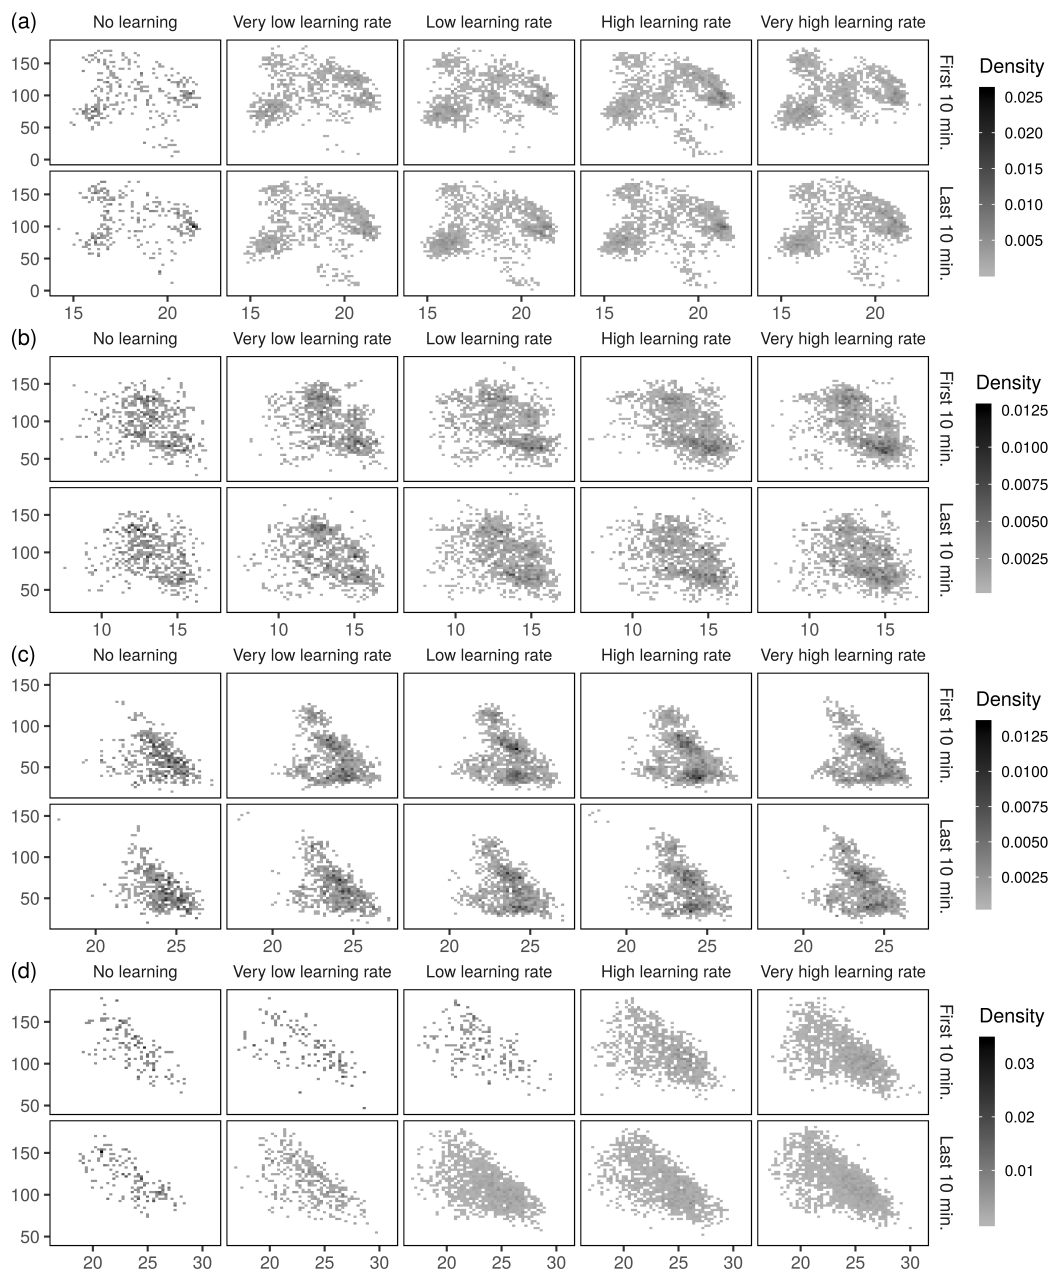 (a)
No learning Very low learning rate Low learning rate High learning rate Very high learning rate
150
100
50
0
First 10 min.
150
100
50
0
Last 10 min.
15 20 15 20 15 20 15 20 15 20
Density
0.025
0.020
0.015
0.010
0.005
(b)
No learning Very low learning rate Low learning rate High learning rate Very high learning rate
150
100
50
First 10 min.
150
100
50
Last 10 min.
10 15 10 15 10 15 10 15 10 15
Density
0.0125
0.0100
0.0075
0.0050
0.0025
(c)
No learning Very low learning rate Low learning rate High learning rate Very high learning rate
150
100
50
First 10 min.
150
100
50
Last 10 min.
20 25 20 25 20 25 20 25 20 25
Density
0.0125
0.0100
0.0075
0.0050
0.0025
(d)
No learning Very low learning rate Low learning rate High learning rate Very high learning rate
150
100
50
First 10 min.
150
100
50
Last 10 min.
20 25 30 20 25 30 20 25 30 20 25 30 20 25 30
Density
0.03
0.02
0.01